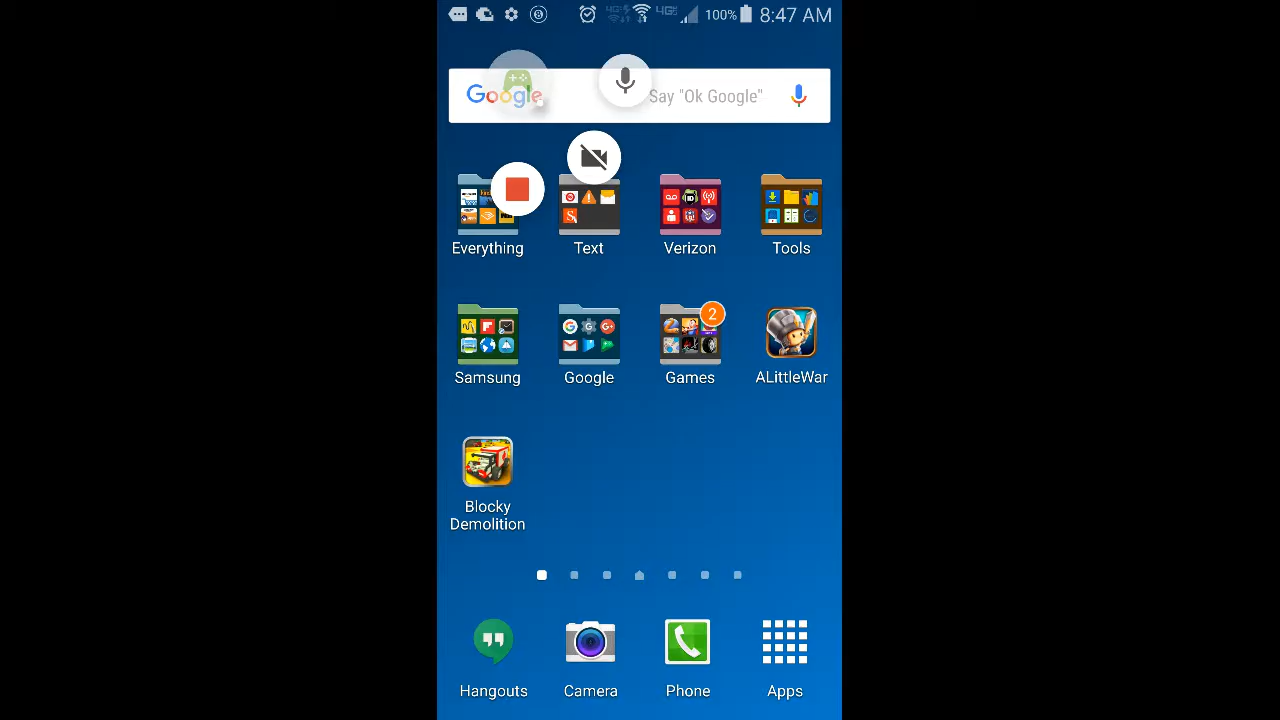 100% 8:47 AM
Google Say "Ok Google"
Everything Text Verizon Tools
2
Samsung Google Games ALittleWar
Blocky
Demolition
Hangouts Camera Phone Apps